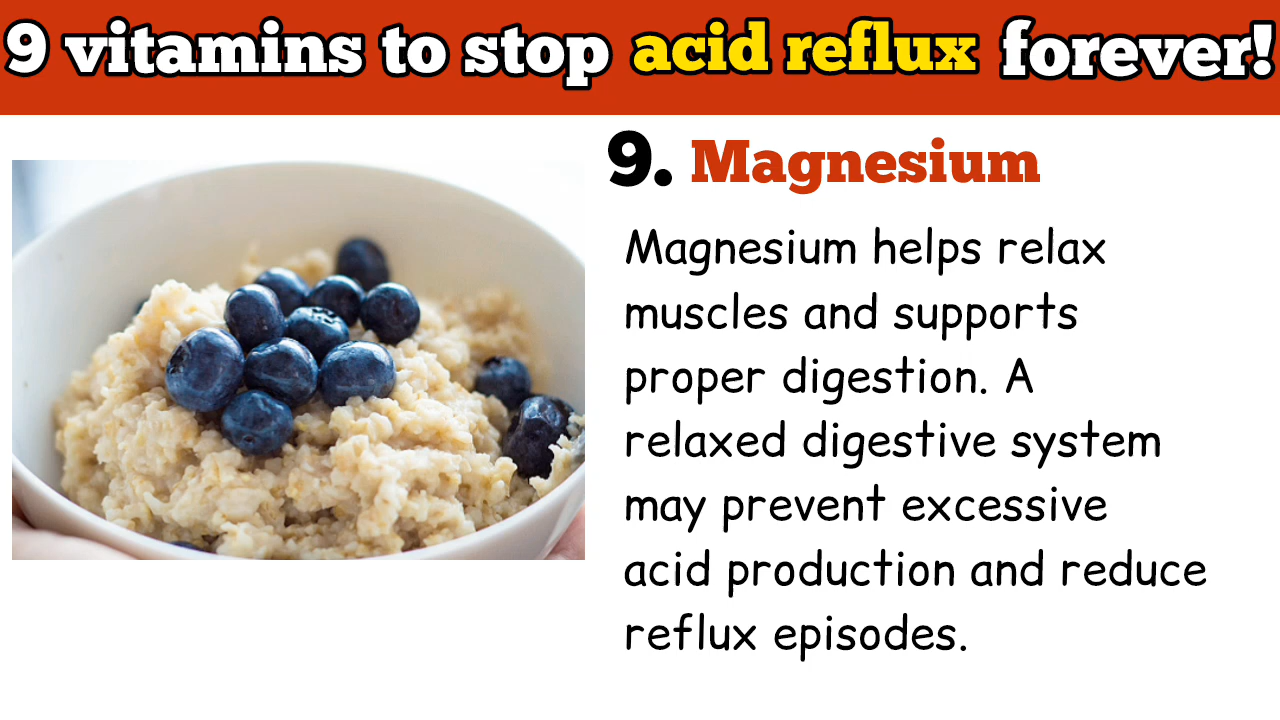 9 vitamins to stop acid reflux forever!
9. Magnesium
Magnesium helps relax
muscles and supports
proper digestion. A
relaxed digestive system
may prevent excessive
acid production and reduce
reflux episodes.